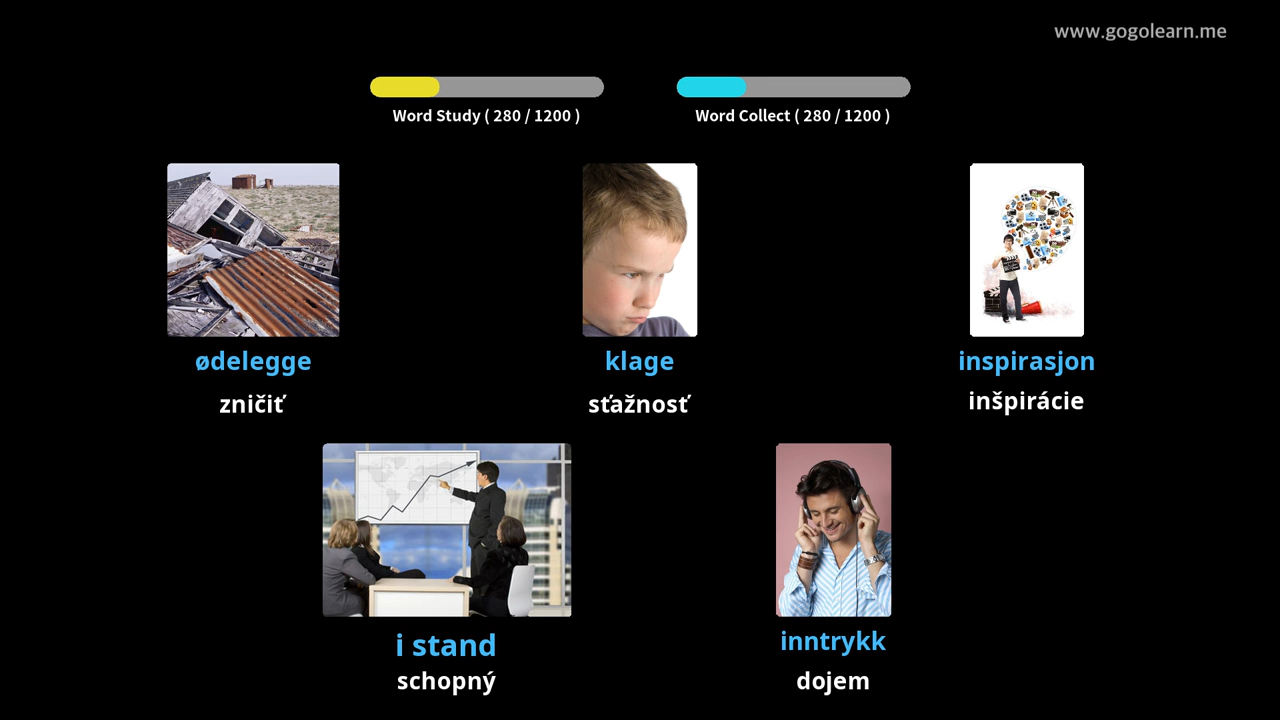 www.gogolearn.me
Word Study ( 280 / 1200 )
Word Collect ( 280 / 1200 )
ødelegge
zničiť
klage
sťažnosť
inspirasjon
inšpirácie
i stand
schopný
inntrykk
dojem